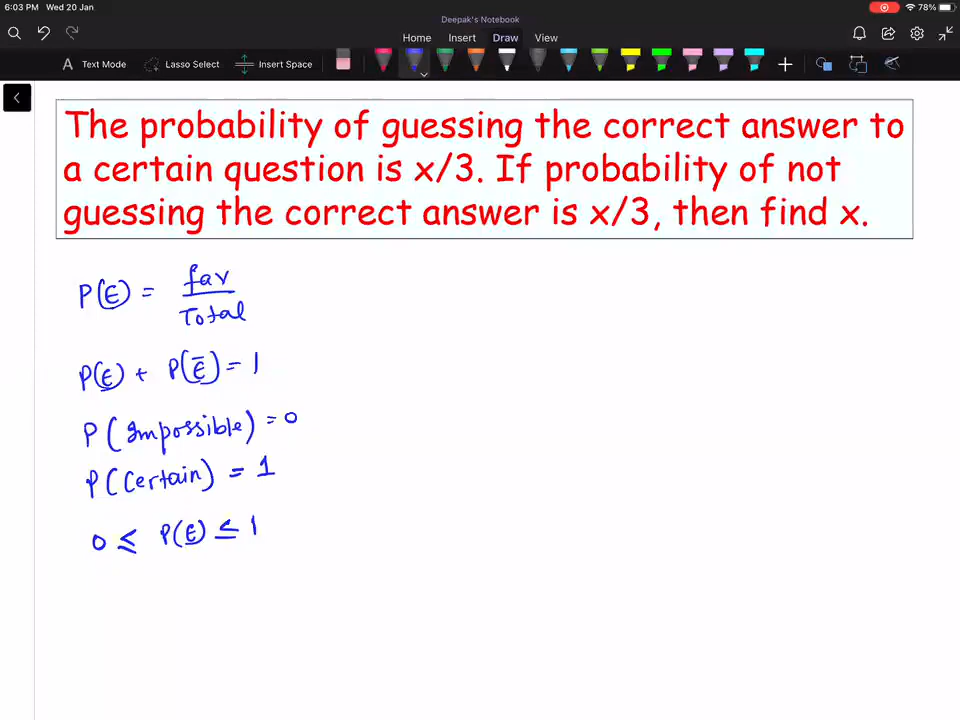 6:03 PM Wed 20 Jan
78%
Deepak's Notebook
Home Insert Draw View
A Text Mode Lasso Select Insert Space
The probability of guessing the correct answer to
a certain question is x/3. If probability of not
guessing the correct answer is x/3, then find x.
P(E) = fav / Total
P(E) + P(E̅) = 1
P(Impossible) = 0
P(Certain) = 1
0 ≤ P(E) ≤ 1